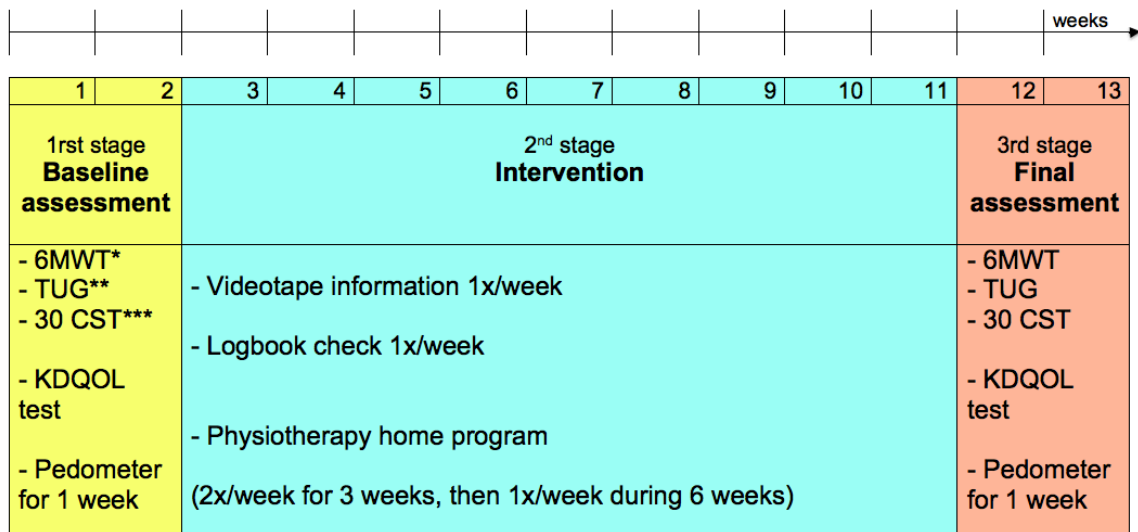 weeks
1 2 3 4 5 6 7 8 9 10 11 12 13
1rst stage
Baseline
assessment
2nd stage
Intervention
3rd stage
Final
assessment
- 6MWT*
- TUG**
- 30 CST***
- KDQOL
test
- Pedometer
for 1 week
- Videotape information 1x/week
- Logbook check 1x/week
- Physiotherapy home program
(2x/week for 3 weeks, then 1x/week during 6 weeks)
- 6MWT
- TUG
- 30 CST
- KDQOL
test
- Pedometer
for 1 week